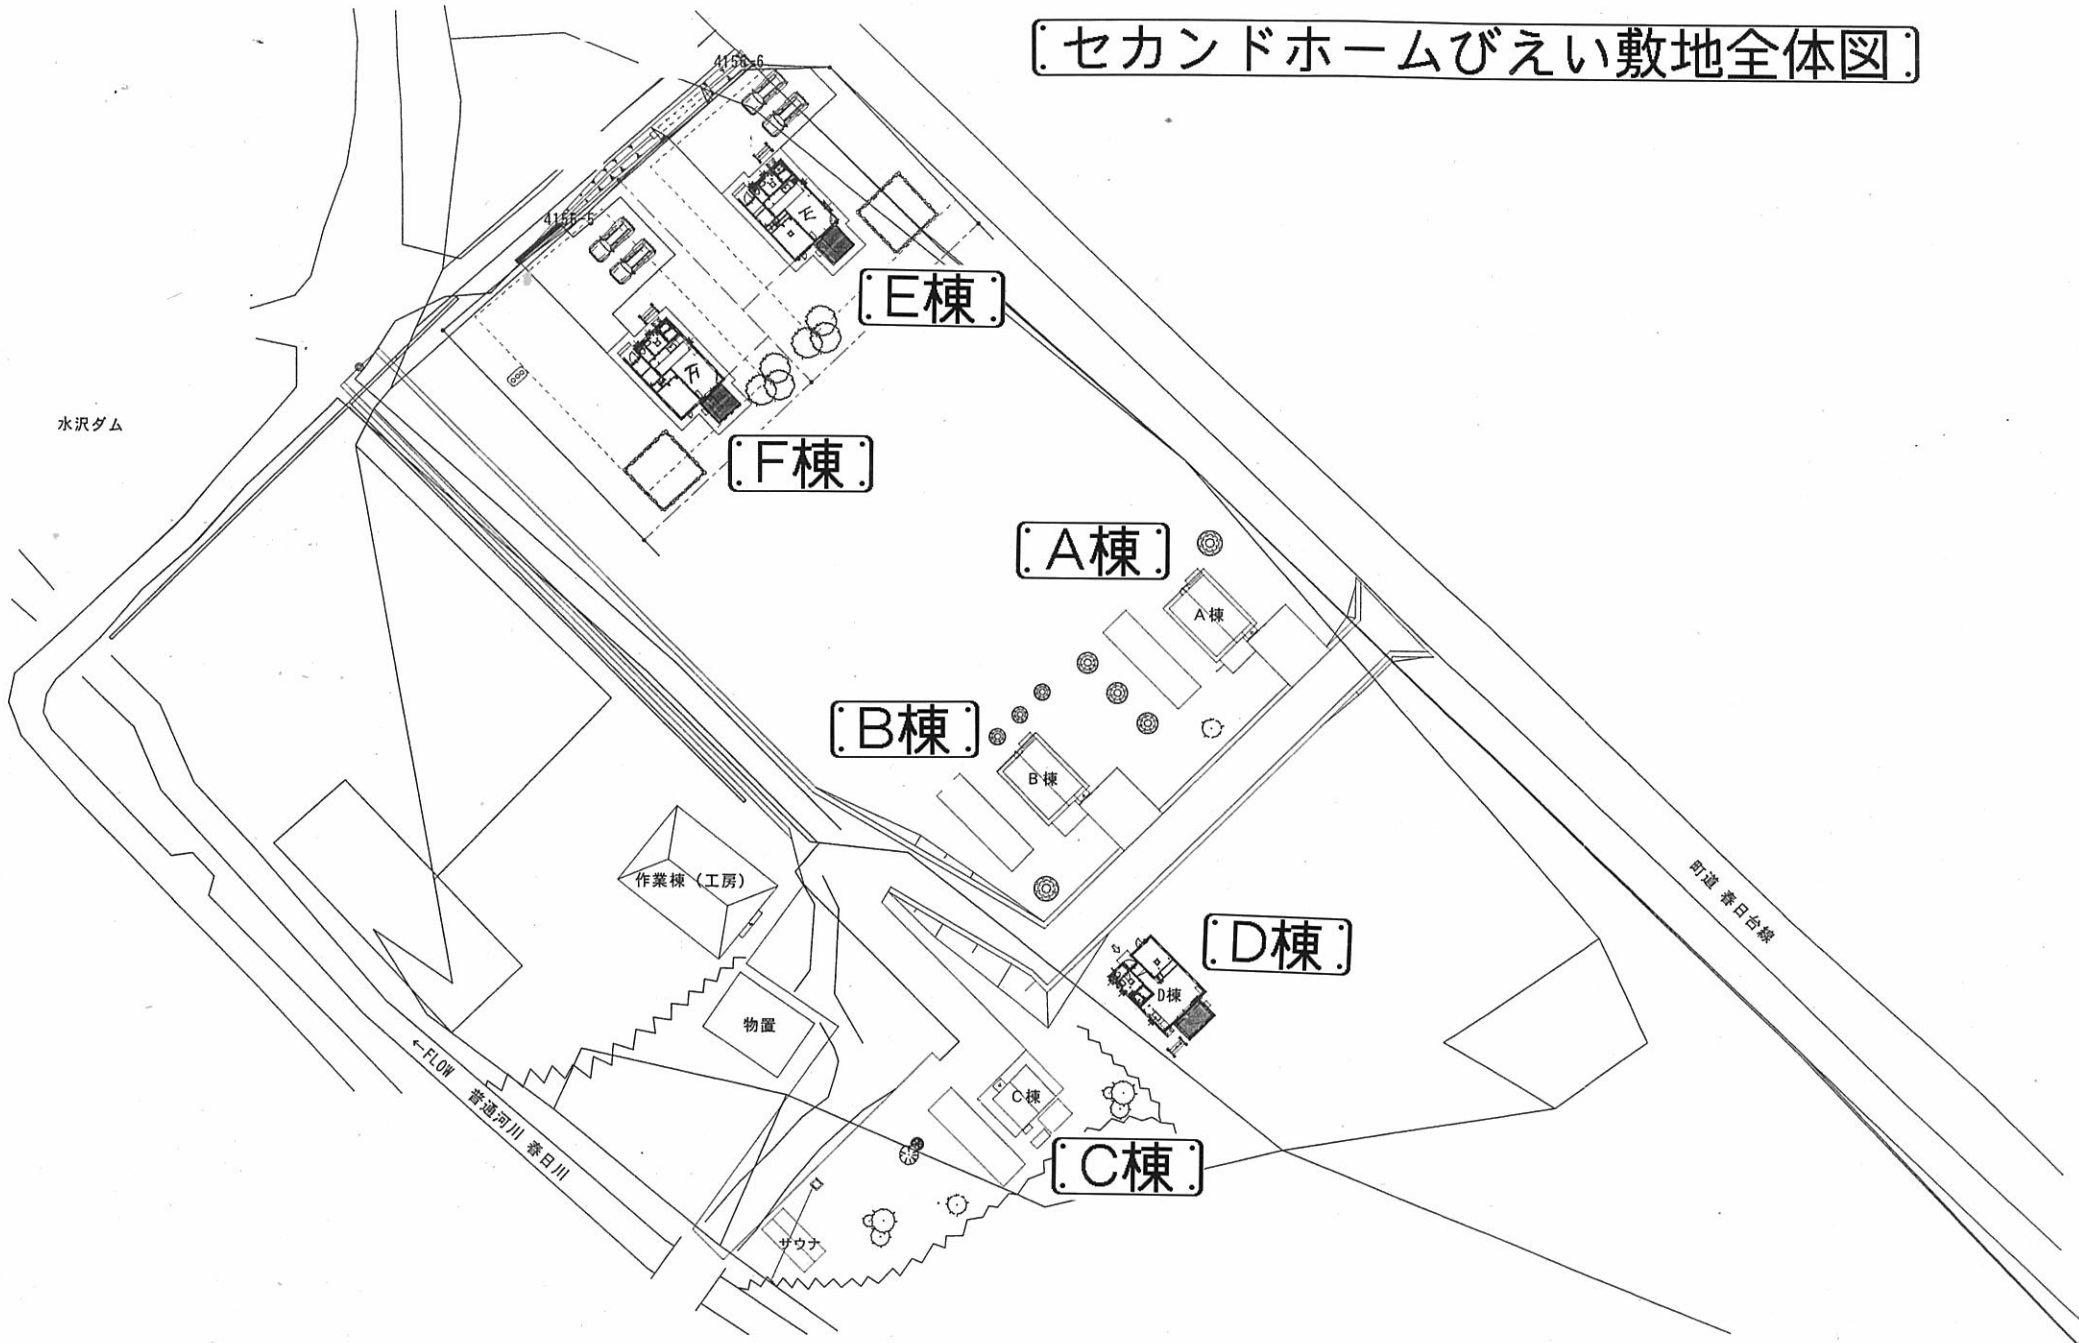 セカンドホームびえい敷地全体図
4155-6
4155-5
E棟
F棟
水沢ダム
A棟
A棟
B棟
B棟
町道 春日台線
作業棟（工房）
D棟
D棟
物置
←FLOW 普通河川 春日川
C棟
C棟
サウナ